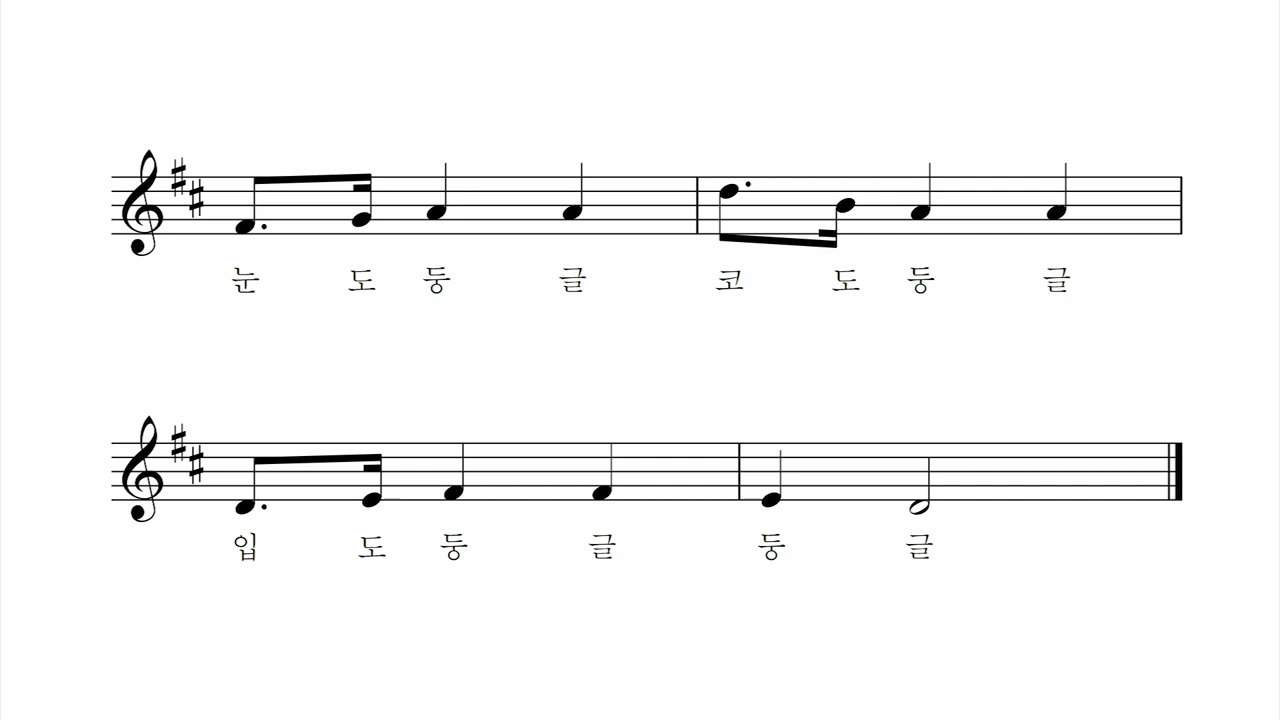 눈 도 둥 글 코 도 둥 글
입 도 둥 글 둥 글